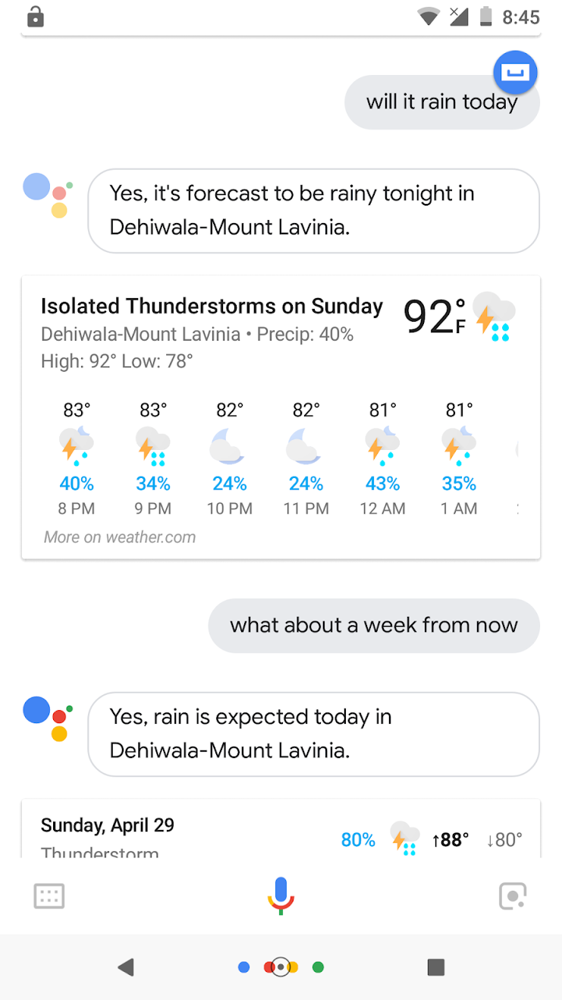 8:45
will it rain today
Yes, it's forecast to be rainy tonight in
Dehiwala-Mount Lavinia.
Isolated Thunderstorms on Sunday
92°F
Dehiwala-Mount Lavinia • Precip: 40%
High: 92° Low: 78°
83° 83° 82° 82° 81° 81°
40% 34% 24% 24% 43% 35%
8 PM 9 PM 10 PM 11 PM 12 AM 1 AM
More on weather.com
what about a week from now
Yes, rain is expected today in
Dehiwala-Mount Lavinia.
Sunday, April 29
80% ↑88° ↓80°
Thunderstorm